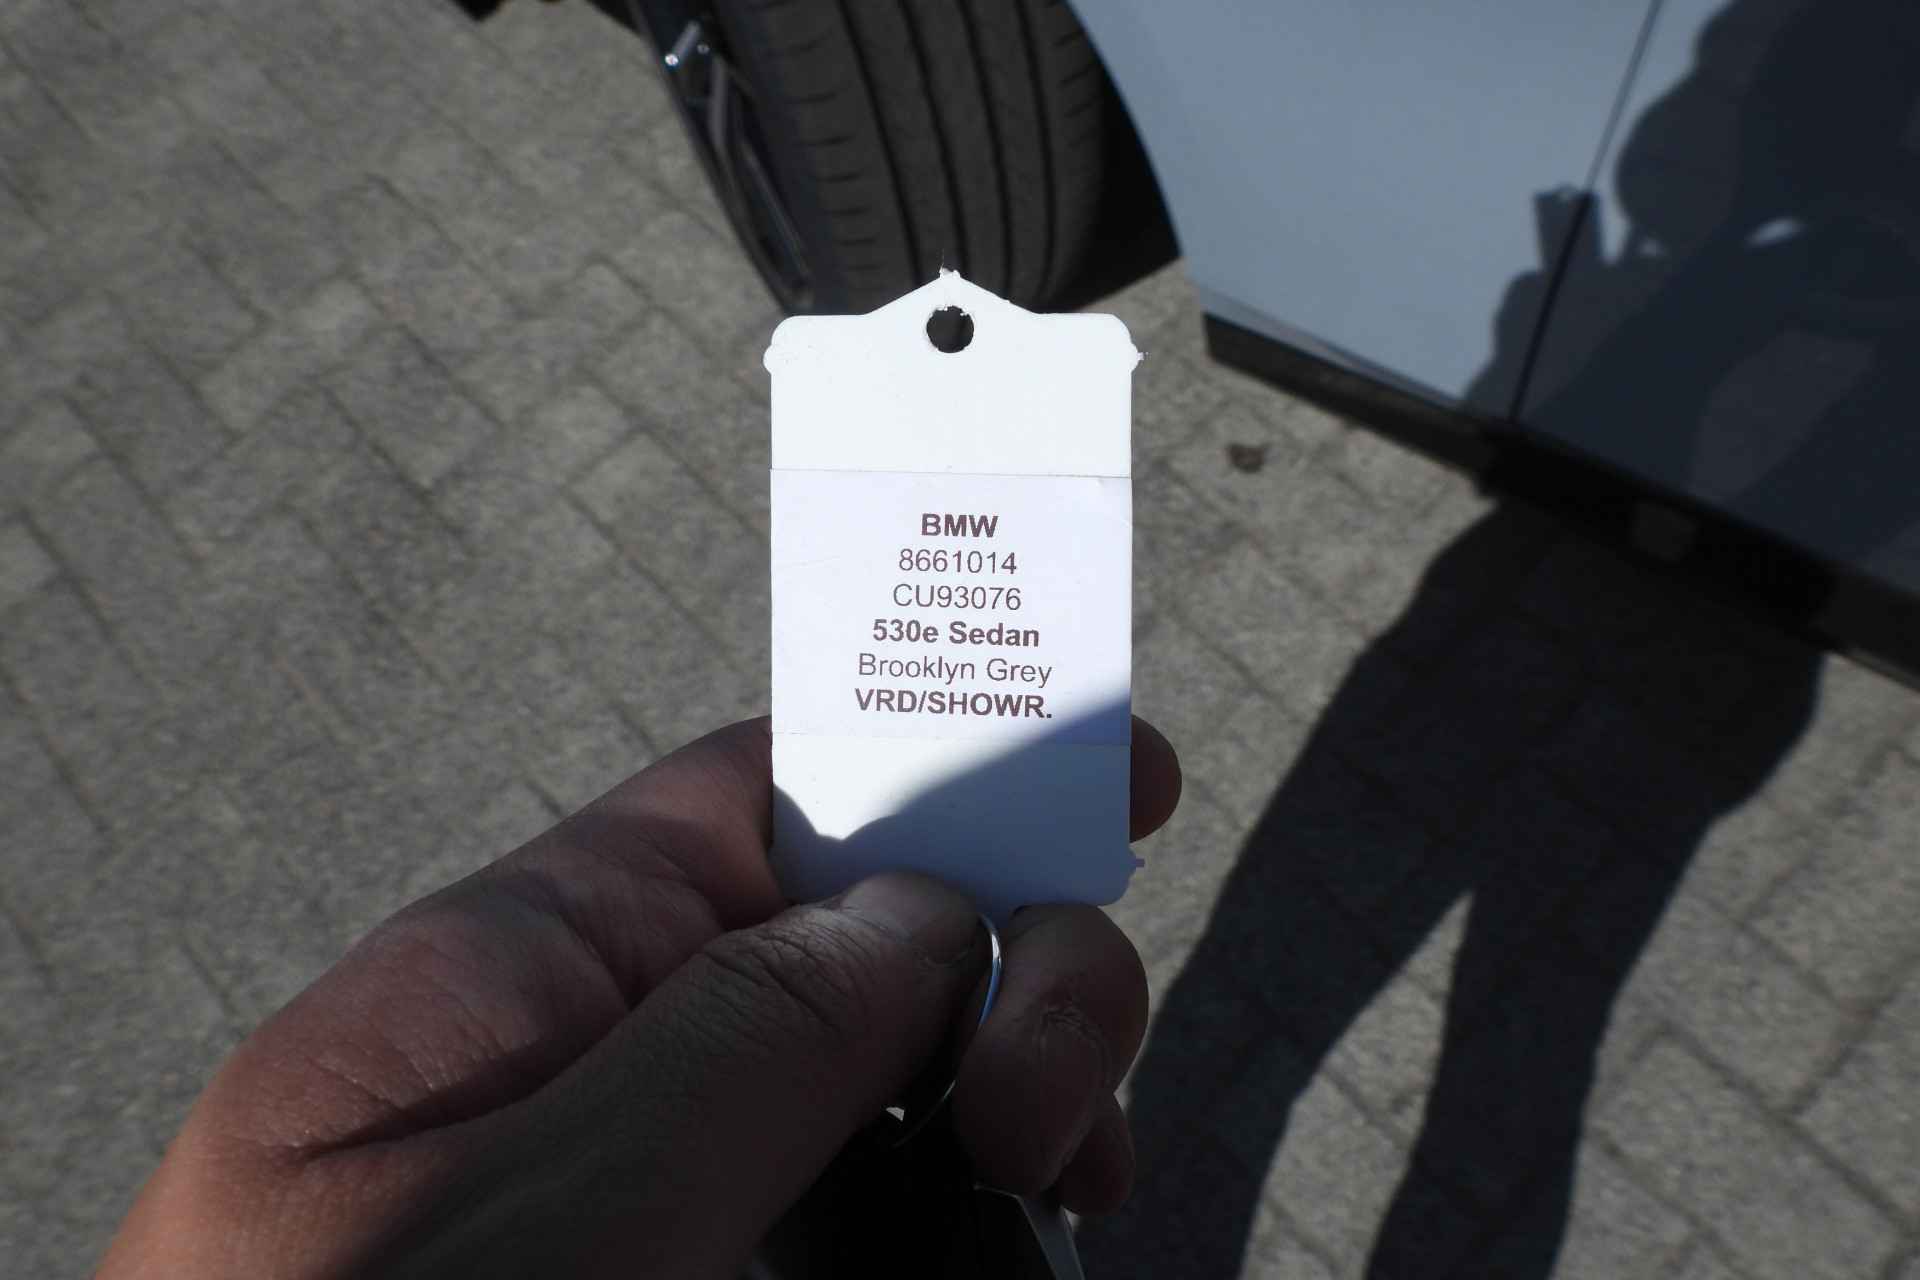 BMW
8661014
CU93076
530e Sedan
Brooklyn Grey
VRD/SHOWR.